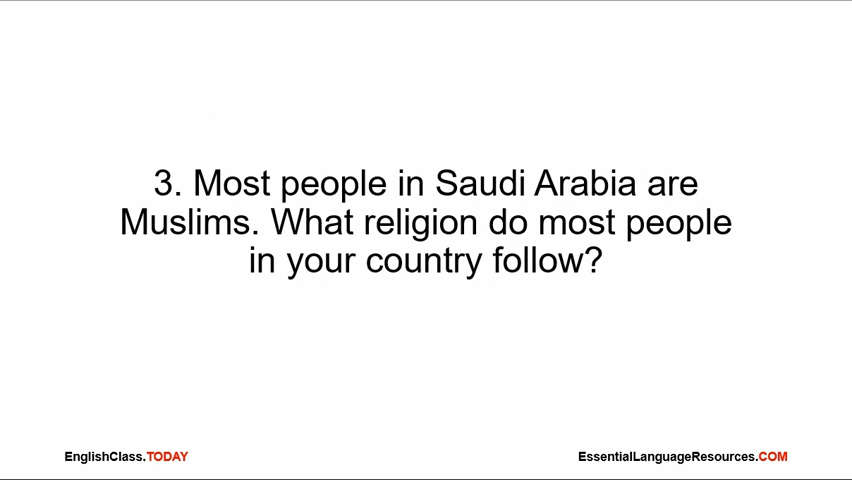 3. Most people in Saudi Arabia are
Muslims. What religion do most people
in your country follow?
EnglishClass.TODAY
EssentialLanguageResources.COM